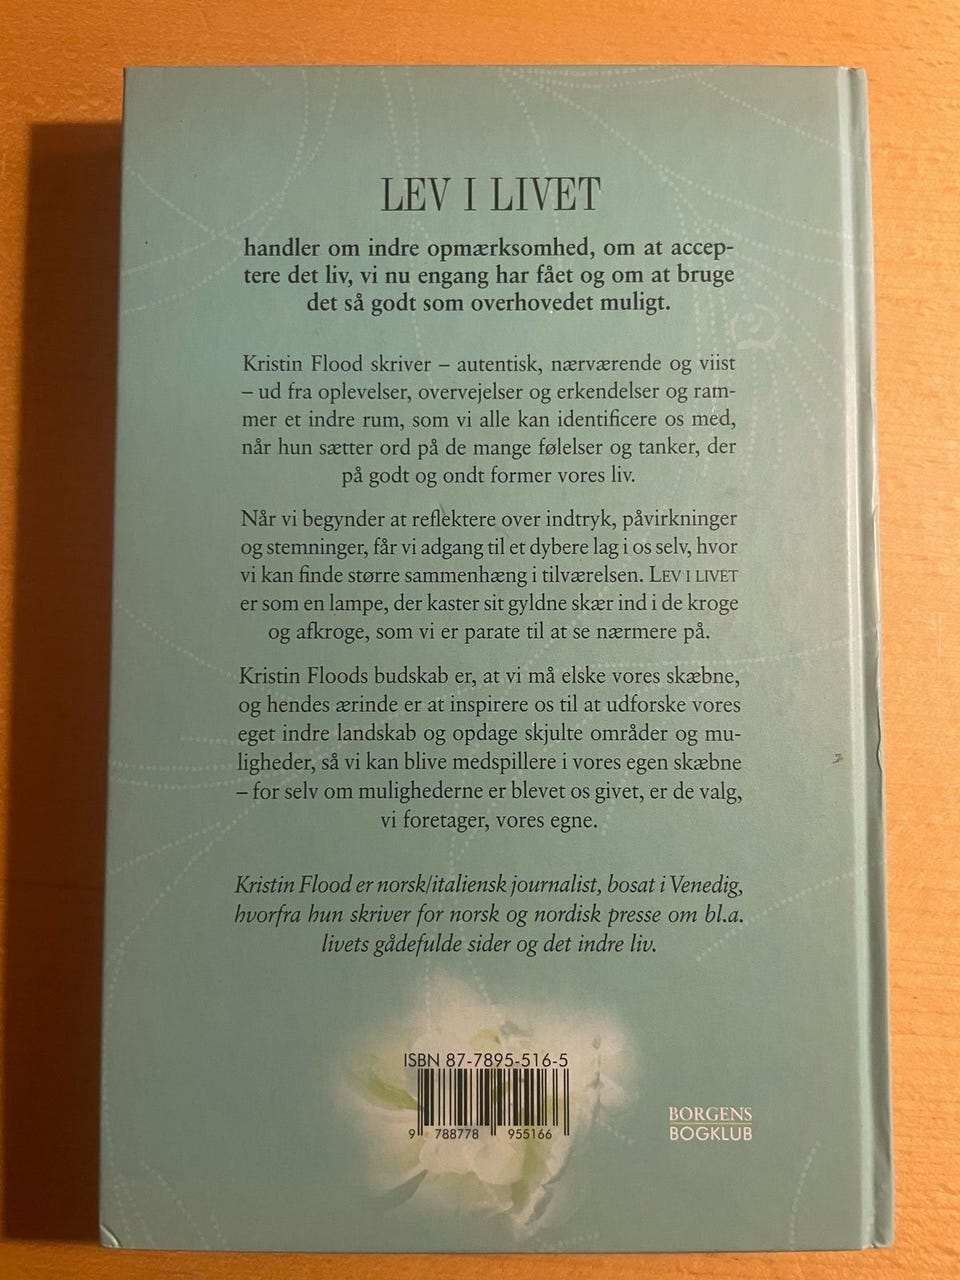 LEV I LIVET
handler om indre opmærksomhed, om at accep-
tere det liv, vi nu engang har fået og om at bruge
det så godt som overhovedet muligt.
Kristin Flood skriver – autentisk, nærværende og viist
– ud fra oplevelser, overvejelser og erkendelser og ram-
mer et indre rum, som vi alle kan identificere os med,
når hun sætter ord på de mange følelser og tanker, der
på godt og ondt former vores liv.
Når vi begynder at reflektere over indtryk, påvirkninger
og stemninger, får vi adgang til et dybere lag i os selv, hvor
vi kan finde større sammenhæng i tilværelsen. LEV I LIVET
er som en lampe, der kaster sit gyldne skær ind i de kroge
og afkroge, som vi er parate til at se nærmere på.
Kristin Floods budskab er, at vi må elske vores skæbne,
og hendes ærinde er at inspirere os til at udforske vores
eget indre landskab og opdage skjulte områder og mu-
ligheder, så vi kan blive medspillere i vores egen skæbne
– for selv om mulighederne er blevet os givet, er de valg,
vi foretager, vores egne.
Kristin Flood er norsk/italiensk journalist, bosat i Venedig,
hvorfra hun skriver for norsk og nordisk presse om bl.a.
livets gådefulde sider og det indre liv.
ISBN 87-7895-516-5
9 788778 955166
BORGENS
BOGKLUB